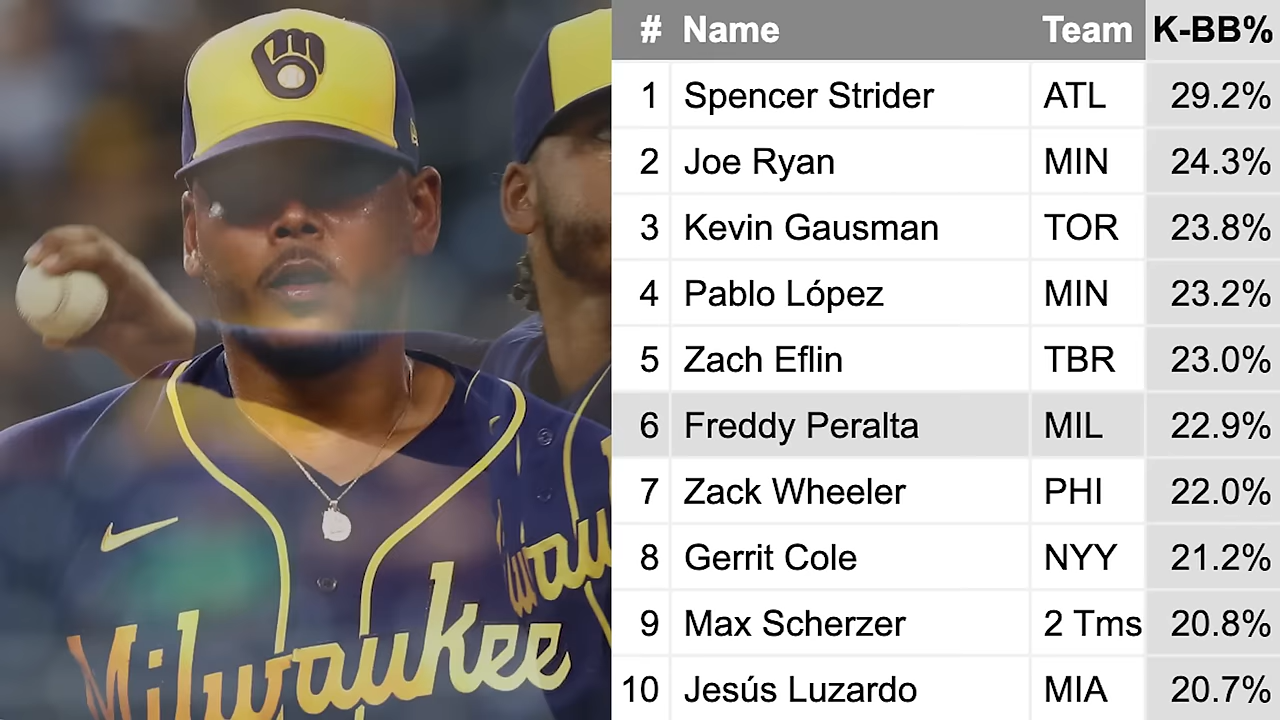 Milwaukee
# Name Team K-BB%
1 Spencer Strider ATL 29.2%
2 Joe Ryan MIN 24.3%
3 Kevin Gausman TOR 23.8%
4 Pablo López MIN 23.2%
5 Zach Eflin TBR 23.0%
6 Freddy Peralta MIL 22.9%
7 Zack Wheeler PHI 22.0%
8 Gerrit Cole NYY 21.2%
9 Max Scherzer 2 Tms 20.8%
10 Jesús Luzardo MIA 20.7%